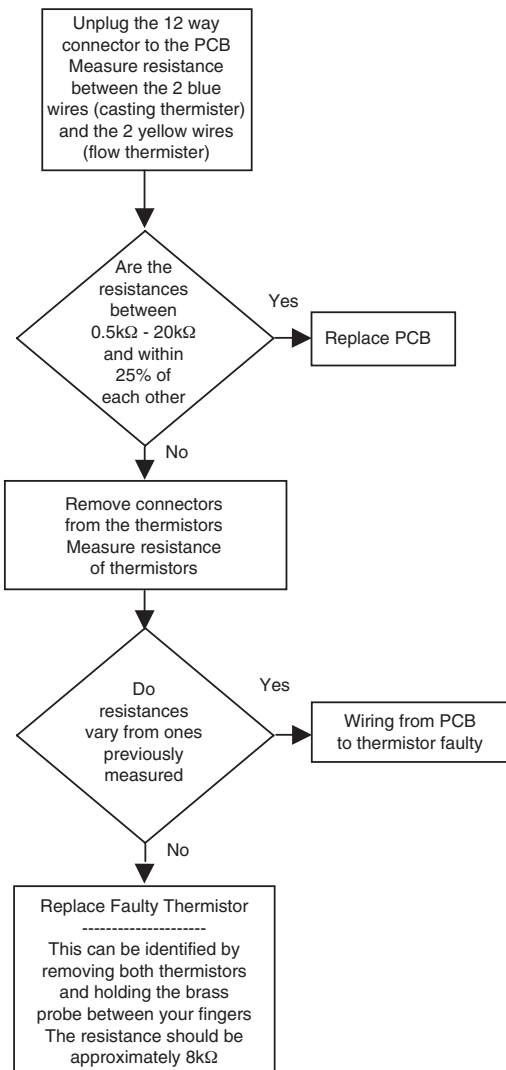 Unplug the 12 way
connector to the PCB
Measure resistance
between the 2 blue
wires (casting thermister)
and the 2 yellow wires
(flow thermister)
Are the
resistances
between
0.5kΩ - 20kΩ
and within
25% of
each other
Yes
Replace PCB
No
Remove connectors
from the thermistors
Measure resistance
of thermistors
Do
resistances
vary from ones
previously
measured
Yes
Wiring from PCB
to thermistor faulty
No
Replace Faulty Thermistor
---------------------
This can be identified by
removing both thermistors
and holding the brass
probe between your fingers
The resistance should be
approximately 8kΩ